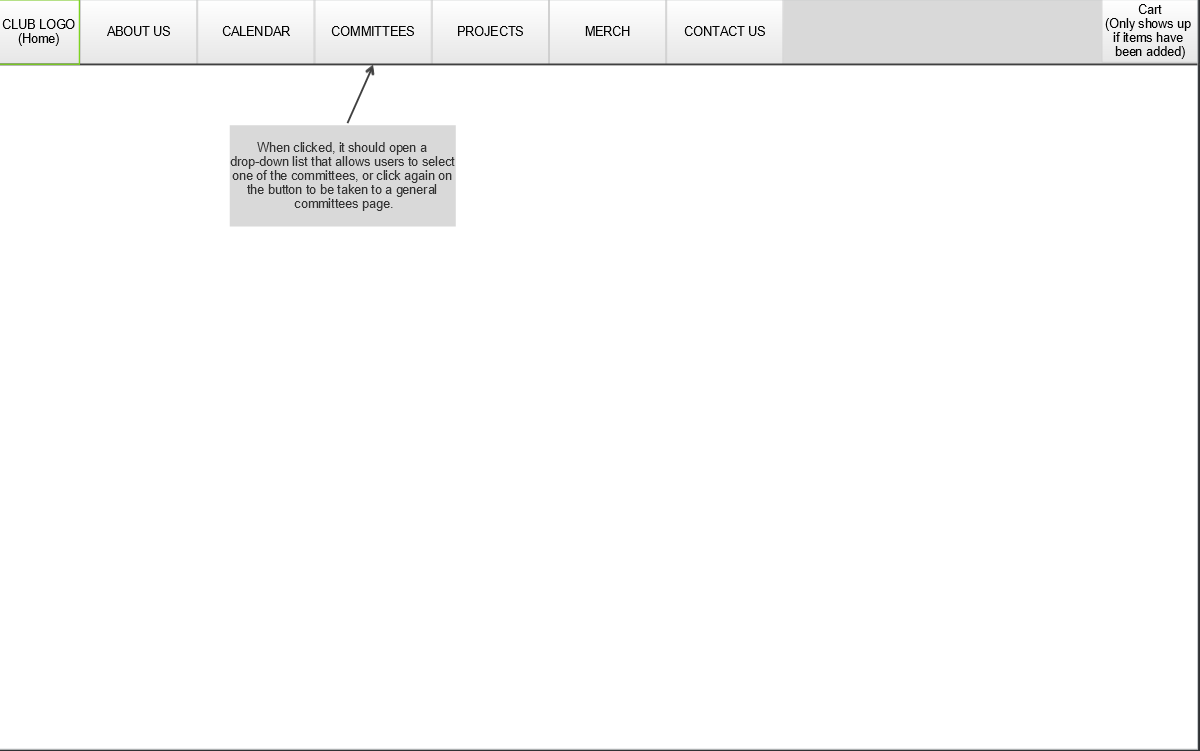 CLUB LOGO
(Home)
ABOUT US
CALENDAR
COMMITTEES
PROJECTS
MERCH
CONTACT US
Cart
(Only shows up
if items have
been added)
When clicked, it should open a
drop-down list that allows users to select
one of the committees, or click again on
the button to be taken to a general
committees page.